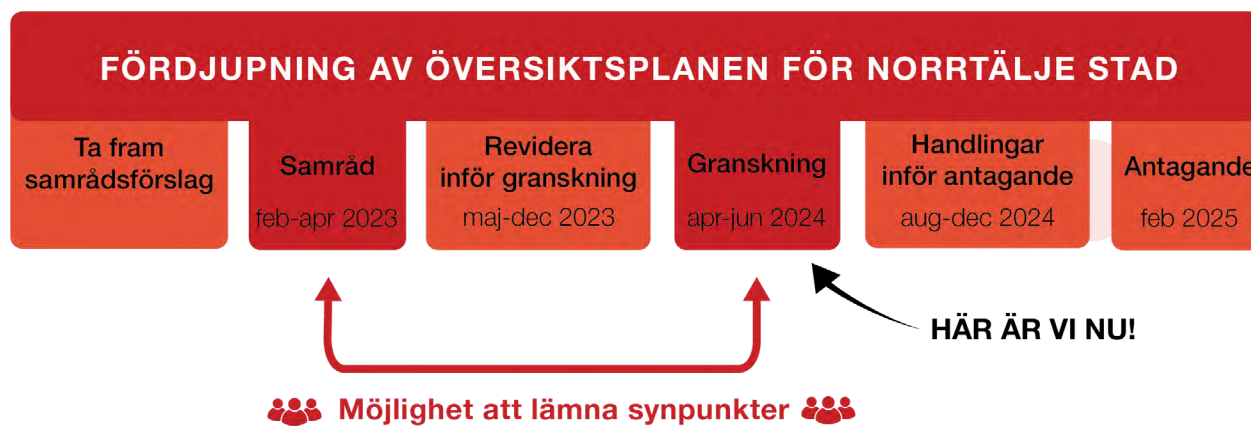 FÖRDJUPNING AV ÖVERSIKTSPLANEN FÖR NORRTÄLJE STAD
Ta fram
samrådsförslag
Samråd
feb-apr 2023
Revidera
inför granskning
maj-dec 2023
Granskning
apr-jun 2024
Handlingar
inför antagande
aug-dec 2024
Antagande
feb 2025
HÄR ÄR VI NU!
Möjlighet att lämna synpunkter